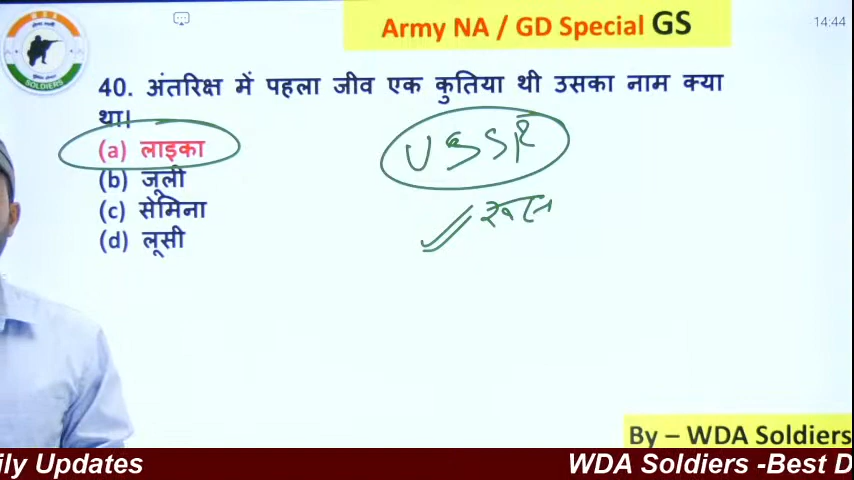 Army NA / GD Special GS
14:44
SOLDIERS
40. अंतरिक्ष में पहला जीव एक कुतिया थी उसका नाम क्या
था।
(a) लाइका
(b) जूली
(c) सेमिना
(d) लूसी
USSR
रूस
By – WDA Soldiers
ily Updates
WDA Soldiers -Best D